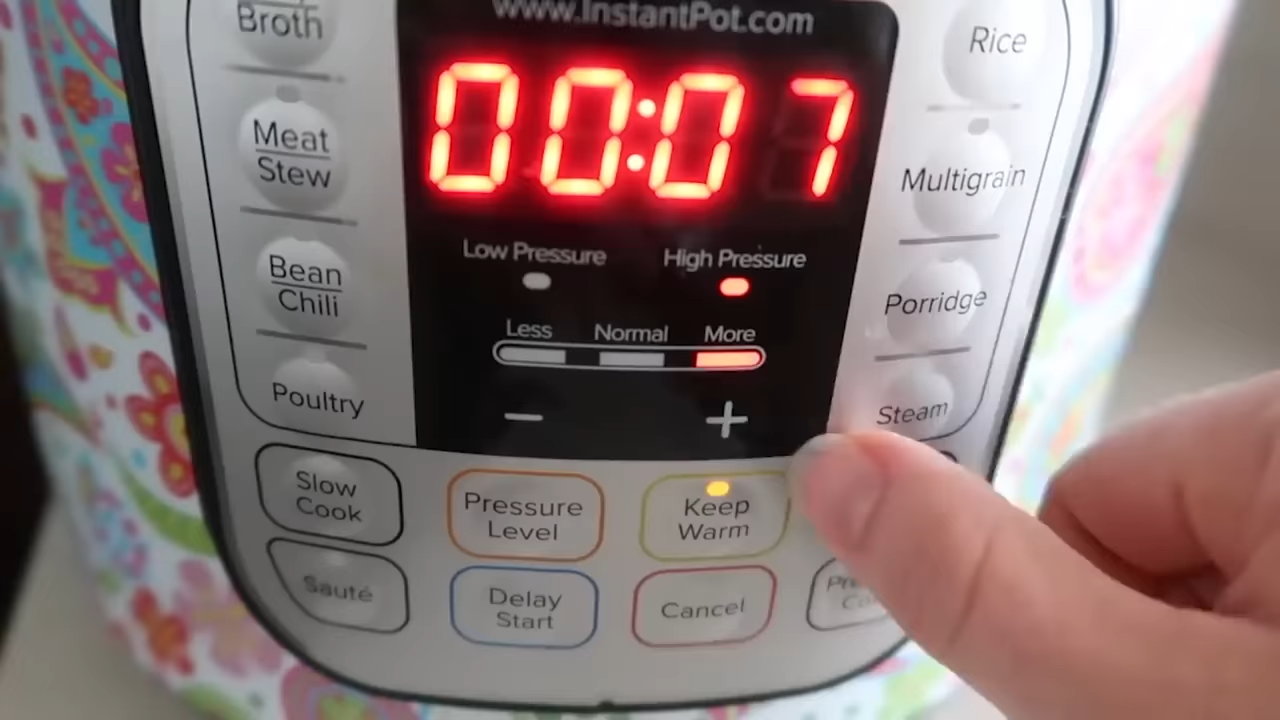 www.InstantPot.com
Broth
Rice
00:07
Meat
Stew
Multigrain
Low Pressure
High Pressure
Bean
Chili
Porridge
Less
Normal
More
Poultry
− +
Steam
Slow
Cook
Pressure
Level
Keep
Warm
Sauté
Delay
Start
Cancel